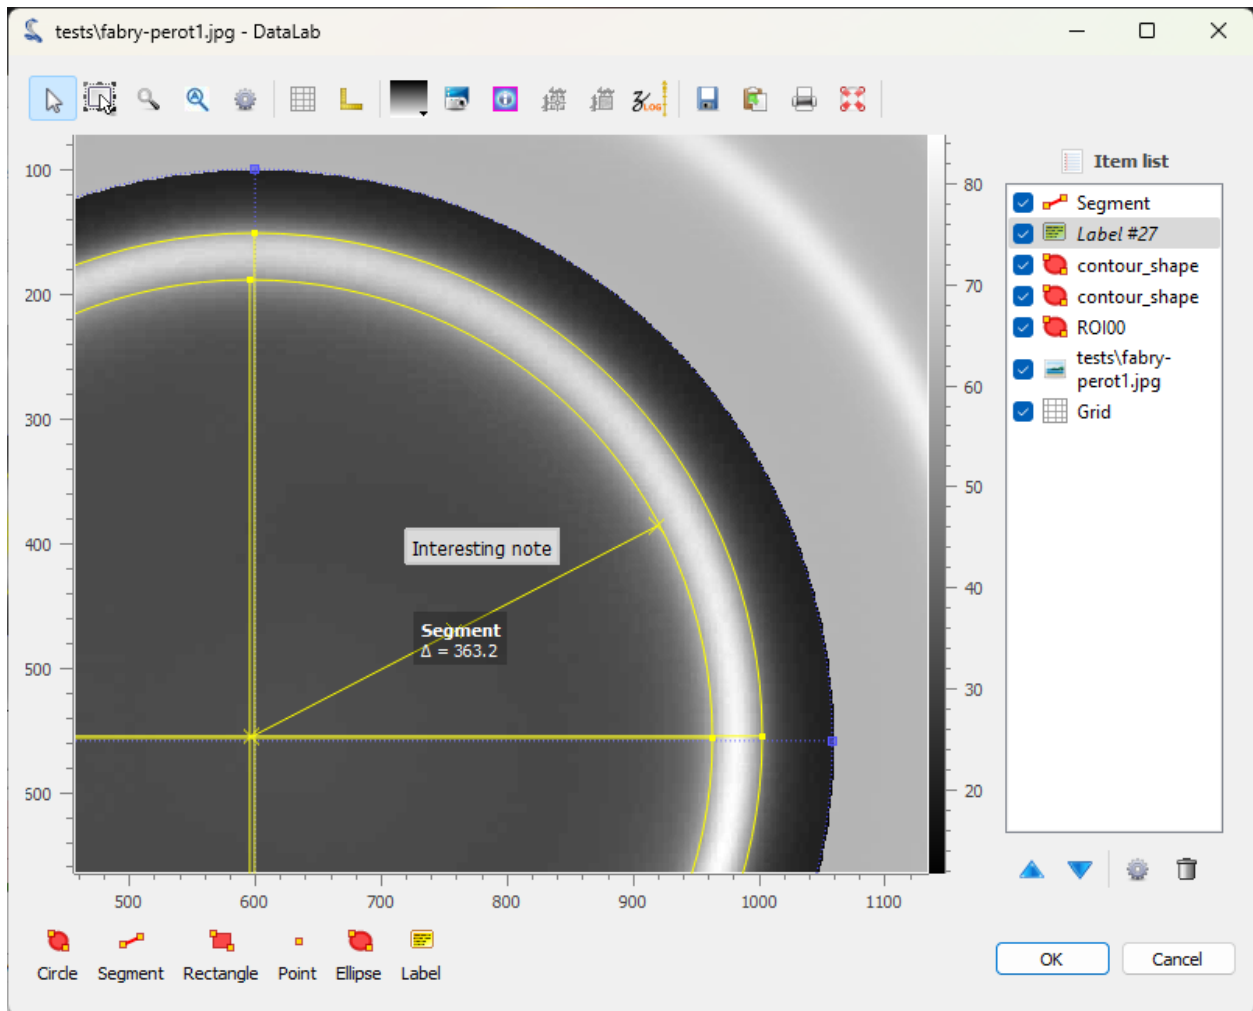 tests\fabry-perot1.jpg - DataLab
LOG
Item list
Segment
Label #27
contour_shape
contour_shape
ROI00
tests\fabry-
perot1.jpg
Grid
100
200
300
400
500
600
80
70
60
50
40
30
20
Interesting note
Segment
Δ = 363.2
500
600
700
800
900
1000
1100
Circle
Segment
Rectangle
Point
Ellipse
Label
OK
Cancel